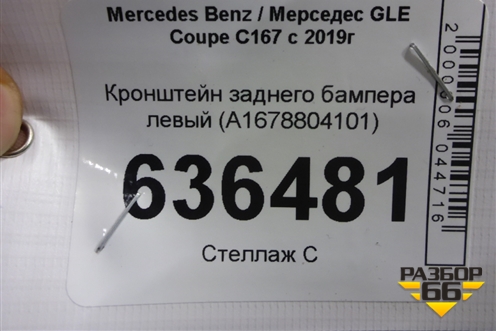 Mercedes Benz / Мерседес GLE
Coupe C167 с 2019г
Кронштейн заднего бампера
левый (A1678804101)
636481
Стеллаж С
РАЗБОР
66